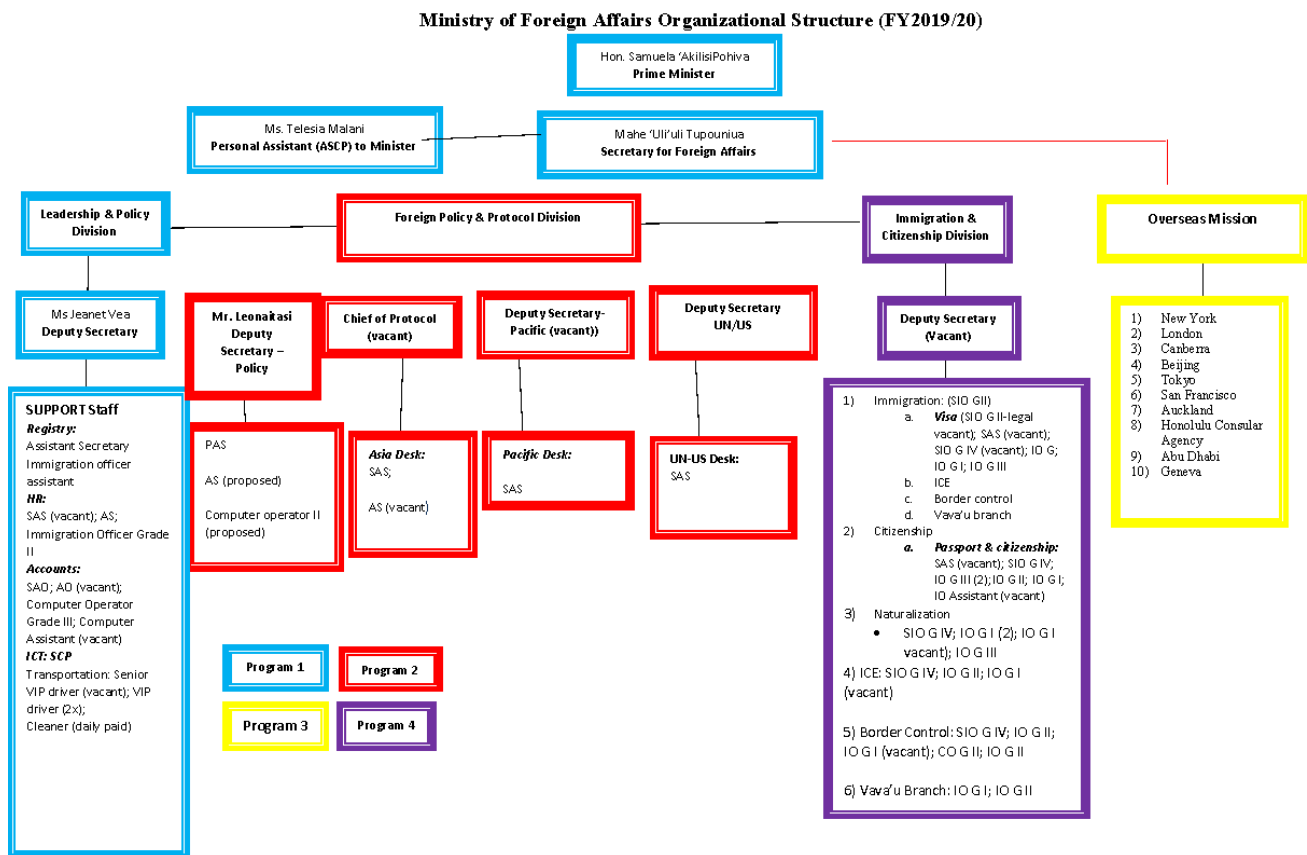 Ministry of Foreign Affairs Organizational Structure (FY2019/20)
Hon. Samuela ‘AkilisiPohiva
Prime Minister
Ms. Telesia Malani
Personal Assistant (ASCP) to Minister
Mahe ‘Uli’uli Tupouniua
Secretary for Foreign Affairs
Leadership & Policy
Division
Foreign Policy & Protocol Division
Immigration &
Citizenship Division
Overseas Mission
Ms Jeanet Vea
Deputy Secretary
Mr. Leonaitasi
Deputy
Secretary –
Policy
Chief of Protocol
(vacant)
Deputy Secretary-
Pacific (vacant))
Deputy Secretary
UN/US
Deputy Secretary
(Vacant)
1) New York
2) London
3) Canberra
4) Beijing
5) Tokyo
6) San Francisco
7) Auckland
8) Honolulu Consular
Agency
9) Abu Dhabi
10) Geneva
SUPPORT Staff
Registry:
Assistant Secretary
Immigration officer
assistant
HR:
SAS (vacant); AS;
Immigration Officer Grade
II
Accounts:
SAO; AO (vacant);
Computer Operator
Grade III; Computer
Assistant (vacant)
ICT: SCP
Transportation: Senior
VIP driver (vacant); VIP
driver (2x);
Cleaner (daily paid)
PAS
AS (proposed)
Computer operator II
(proposed)
Asia Desk:
SAS;
AS (vacant)
Pacific Desk:
SAS
UN-US Desk:
SAS
1) Immigration: (SIO GII)
a. Visa (SIO G II-legal
vacant); SAS (vacant);
SIO G IV (vacant); IO G;
IO G I; IO G III
b. ICE
c. Border control
d. Vava’u branch
2) Citizenship
a. Passport & citizenship:
SAS (vacant); SIO G IV;
IO G III (2); IO G II; IO G I;
IO Assistant (vacant)
3) Naturalization
• SIO G IV; IO G I (2); IO G I
vacant); IO G III
4) ICE: SIO G IV; IO G II; IO G I
(vacant)
5) Border Control: SIO G IV; IO G II;
IO G I (vacant); CO G II; IO G II
6) Vava’u Branch: IO G I; IO G II
Program 1
Program 2
Program 3
Program 4